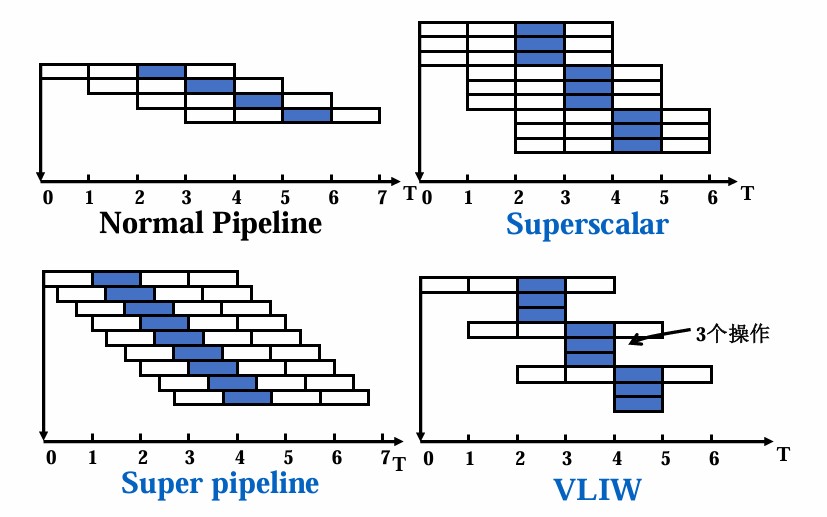 0 1 2 3 4 5 6 7 T
Normal Pipeline
0 1 2 3 4 5 6 T
Superscalar
0 1 2 3 4 5 6 7 T
Super pipeline
3个操作
0 1 2 3 4 5 6 T
VLIW